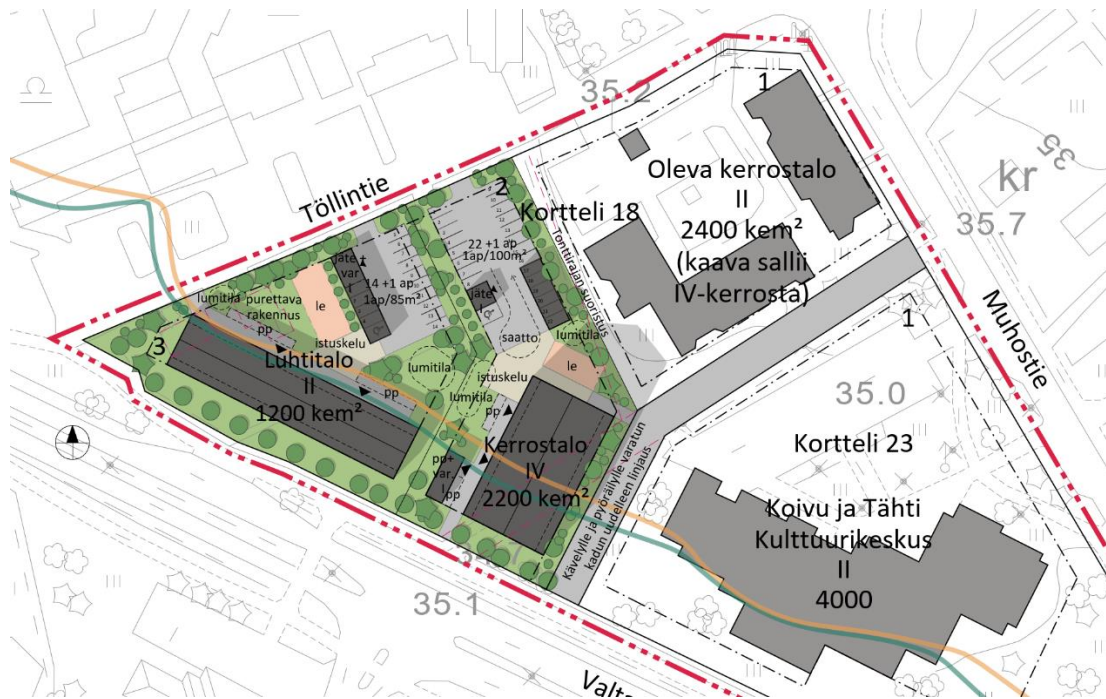 35.2
1
35
kr
35.7
Töllintie
2
Kortteli 18
Oleva kerrostalo
II
2400 kem²
(kaava sallii
IV-kerrosta)
Tonttirajan suoristus
22 +1 ap
1ap/100m²
jäte
var
14 +1 ap
1ap/85m²
jäte
lumitila
purettava
rakennus
pp
le
istuskelu
saatto
lumitila
le
1
Muhostie
3
Luhtitalo
II
1200 kem²
lumitila
pp
lumitila
istuskelu
pp
pp+
var.
pp
Kerrostalo
IV
2200 kem²
Kävelylle ja pyöräilylle varatun
kadun uudelleen linjaus
35.0
Kortteli 23
Koivu ja Tähti
Kulttuurikeskus
II
4000
35.1
Valt